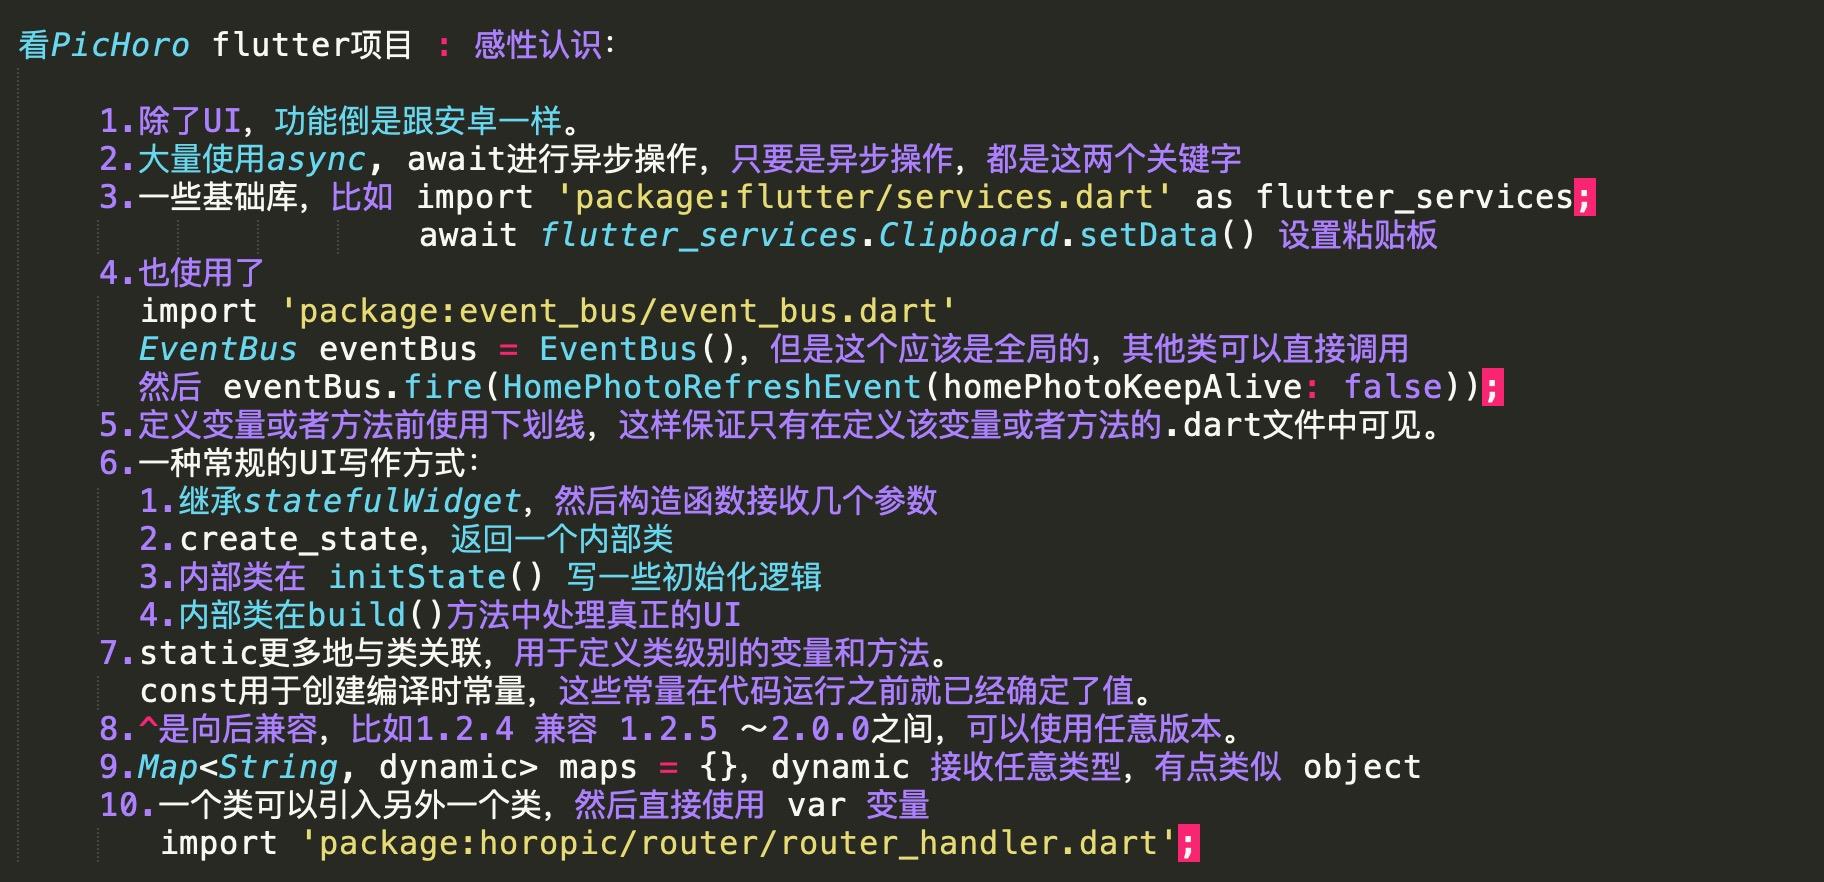 看PicHoro flutter项目 : 感性认识：
1.除了UI，功能倒是跟安卓一样。
2.大量使用async, await进行异步操作，只要是异步操作，都是这两个关键字
3.一些基础库，比如 import 'package:flutter/services.dart' as flutter_services;
await flutter_services.Clipboard.setData() 设置粘贴板
4.也使用了
import 'package:event_bus/event_bus.dart'
EventBus eventBus = EventBus()，但是这个应该是全局的，其他类可以直接调用
然后 eventBus.fire(HomePhotoRefreshEvent(homePhotoKeepAlive: false));
5.定义变量或者方法前使用下划线，这样保证只有在定义该变量或者方法的.dart文件中可见。
6.一种常规的UI写作方式：
1.继承statefulWidget，然后构造函数接收几个参数
2.create_state，返回一个内部类
3.内部类在 initState() 写一些初始化逻辑
4.内部类在build()方法中处理真正的UI
7.static更多地与类关联，用于定义类级别的变量和方法。
const用于创建编译时常量，这些常量在代码运行之前就已经确定了值。
8.^是向后兼容，比如1.2.4 兼容 1.2.5 ～2.0.0之间，可以使用任意版本。
9.Map<String, dynamic> maps = {}，dynamic 接收任意类型，有点类似 object
10.一个类可以引入另外一个类，然后直接使用 var 变量
import 'package:horopic/router/router_handler.dart';